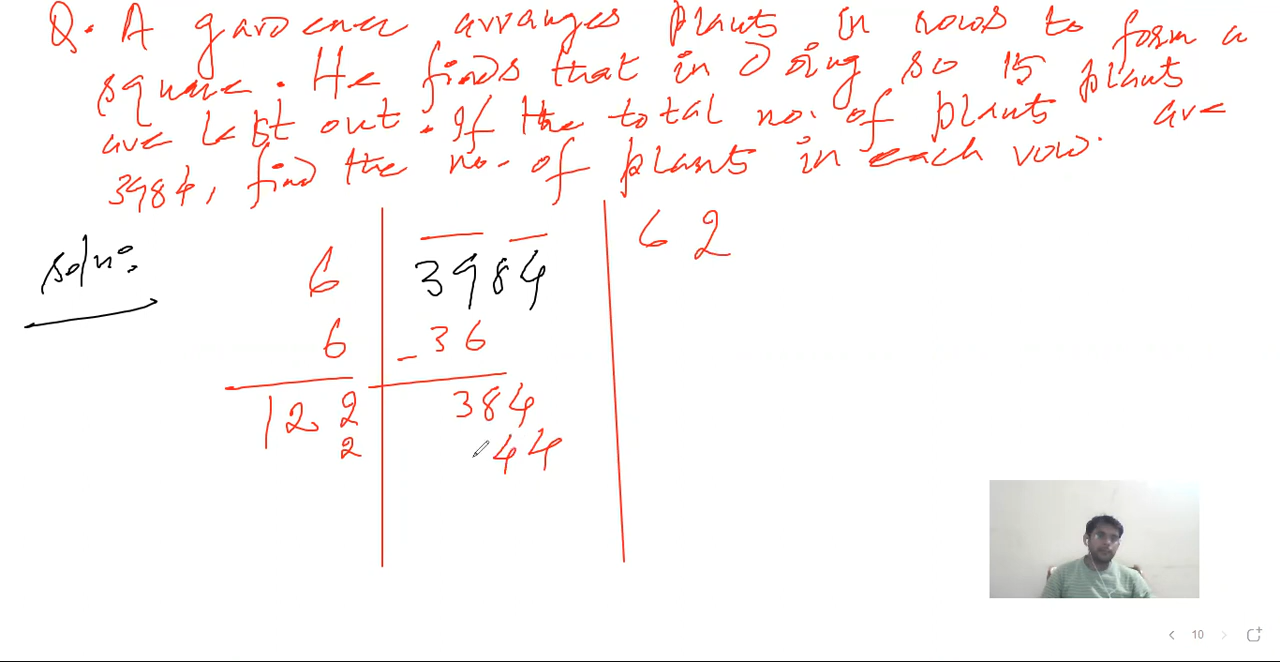 Q. A gardener arranges plants in rows to form a
square. He finds that in doing so 15 plants
are left out. If the total no. of plants are
3984, find the no. of plants in each row.
soln:
6 3984 62
6 - 36
122 384
2 44
10